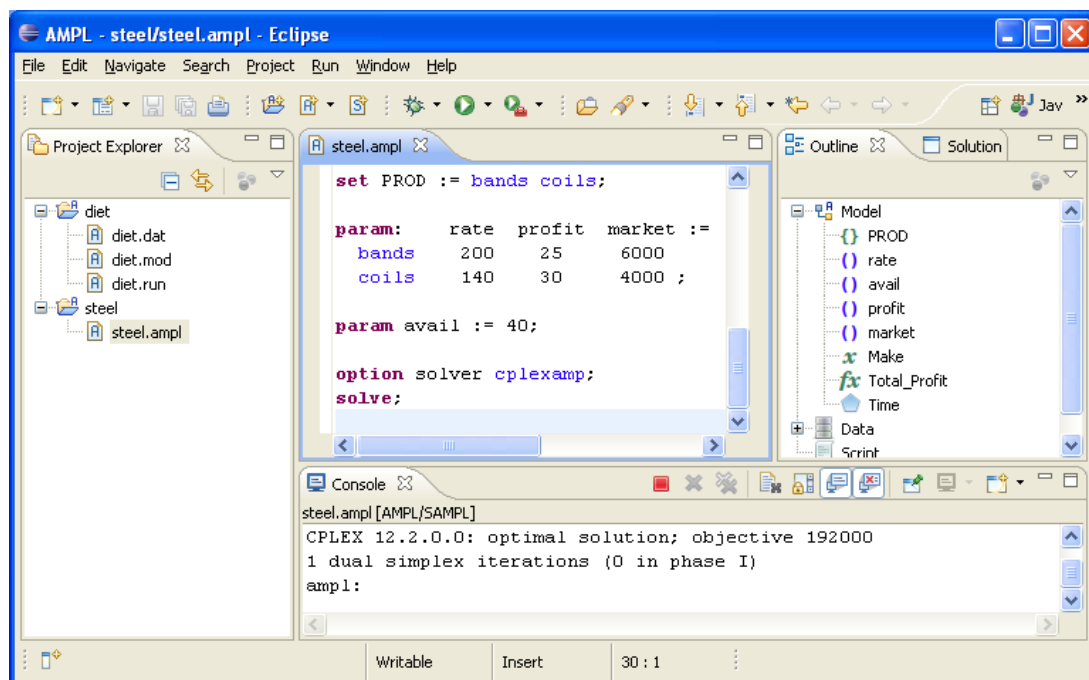 AMPL - steel/steel.ampl - Eclipse
File Edit Navigate Search Project Run Window Help
Jav »
Project Explorer
diet
diet.dat
diet.mod
diet.run
steel
steel.ampl
steel.ampl
set PROD := bands coils;
param: rate profit market :=
bands 200 25 6000
coils 140 30 4000 ;
param avail := 40;
option solver cplexamp;
solve;
Outline Solution
Model
{} PROD
() rate
() avail
() profit
() market
x Make
fx Total_Profit
Time
Data
Script
Console
steel.ampl [AMPL/SAMPL]
CPLEX 12.2.0.0: optimal solution; objective 192000
1 dual simplex iterations (0 in phase I)
ampl:
Writable Insert 30 : 1